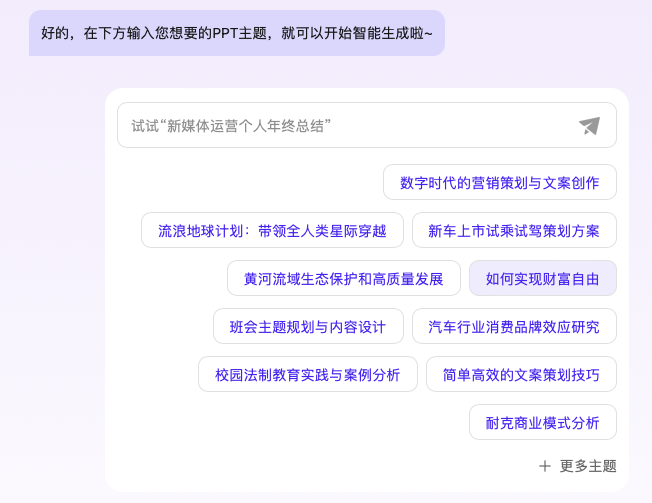 好的，在下方输入您想要的PPT主题，就可以开始智能生成啦~
试试“新媒体运营个人年终总结”
数字时代的营销策划与文案创作
流浪地球计划：带领全人类星际穿越
新车上市试乘试驾策划方案
黄河流域生态保护和高质量发展
如何实现财富自由
班会主题规划与内容设计
汽车行业消费品牌效应研究
校园法制教育实践与案例分析
简单高效的文案策划技巧
耐克商业模式分析
更多主题